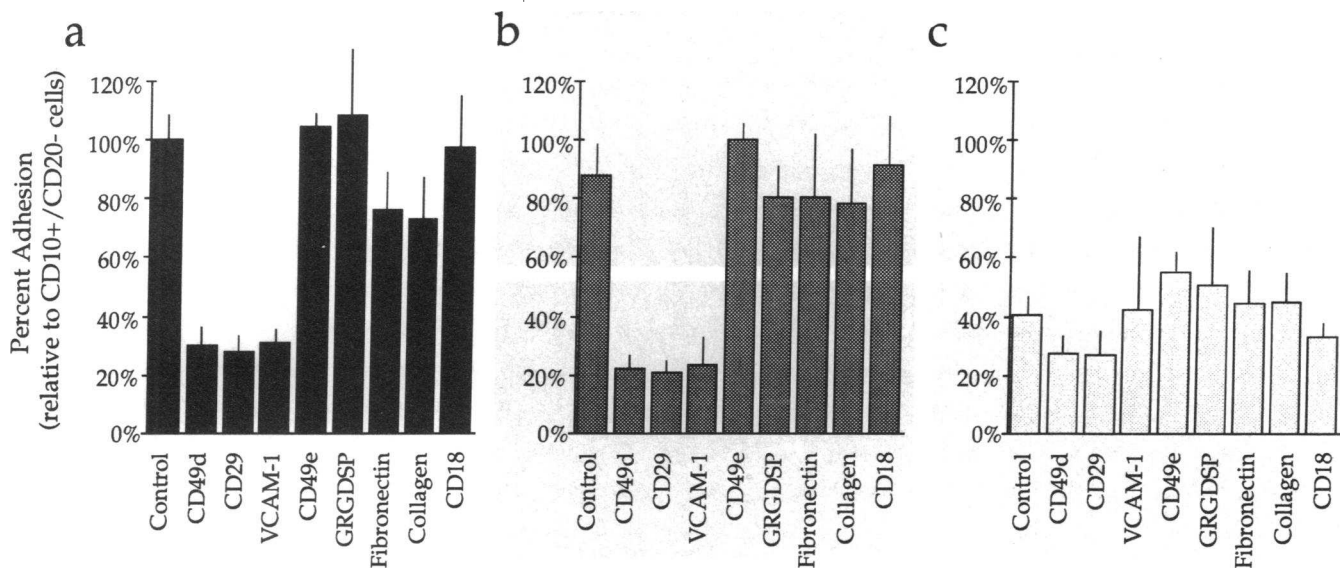 a
b
c
Percent Adhesion
(relative to CD10+/CD20- cells)
120%
100%
80%
60%
40%
20%
0%
Control
CD49d
CD29
VCAM-1
CD49e
GRGDSP
Fibronectin
Collagen
CD18
120%
100%
80%
60%
40%
20%
0%
Control
CD49d
CD29
VCAM-1
CD49e
GRGDSP
Fibronectin
Collagen
CD18
120%
100%
80%
60%
40%
20%
0%
Control
CD49d
CD29
VCAM-1
CD49e
GRGDSP
Fibronectin
Collagen
CD18